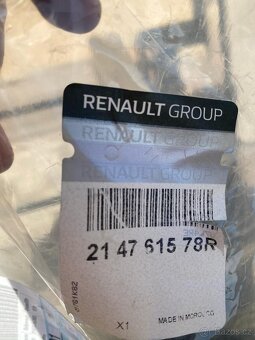 RENAULT GROUP
RENAULT GROUP
RENAULT GROUP
21 47 615 78R
X1
MADE IN MOROCCO